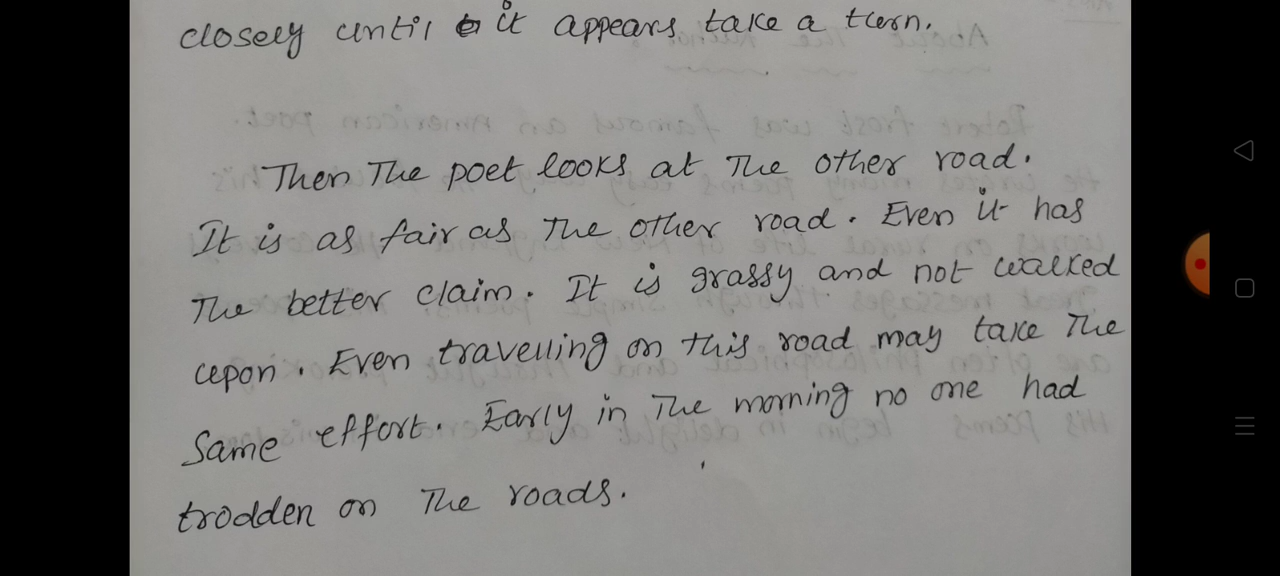 closely until it appears take a turn.
Then The poet looks at The other road.
It is as fair as The other road. Even it has
The better claim. It is grassy and not walked
upon. Even travelling on this road may take The
Same effort. Early in The morning no one had
trodden on The roads.